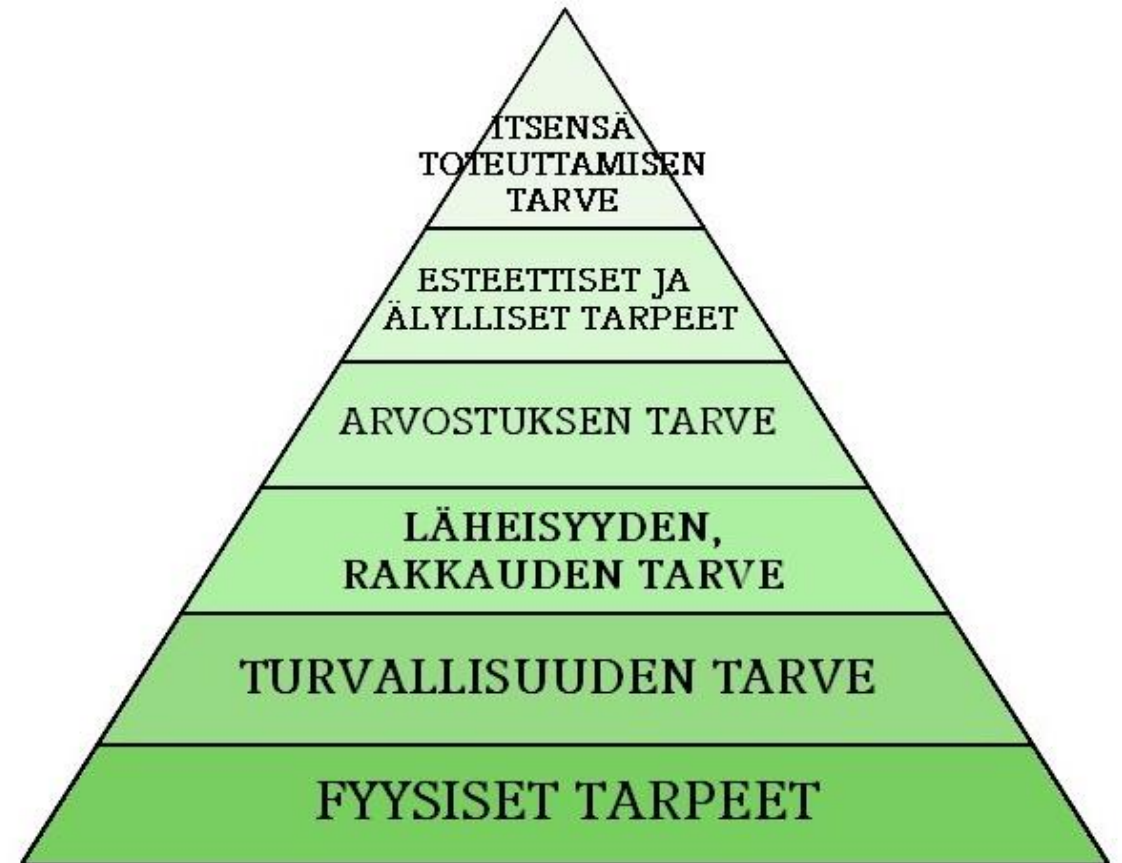 ITSENSÄ
TOTEUTTAMISEN
TARVE
ESTEETTISET JA
ÄLYLLISET TARPEET
ARVOSTUKSEN TARVE
LÄHEISYYDEN,
RAKKAUDEN TARVE
TURVALLISUUDEN TARVE
FYYSISET TARPEET